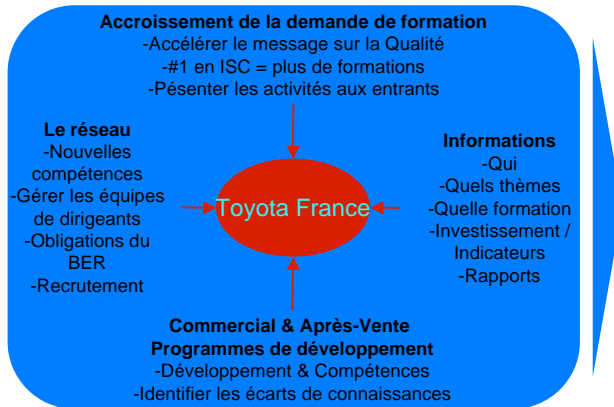 Accroissement de la demande de formation
-Accélérer le message sur la Qualité
-#1 en ISC = plus de formations
-Pésenter les activités aux entrants
Le réseau
-Nouvelles
compétences
-Gérer les équipes
de dirigeants
-Obligations du
BER
-Recrutement
Toyota France
Informations
-Qui
-Quels thèmes
-Quelle formation
-Investissement /
Indicateurs
-Rapports
Commercial & Après-Vente
Programmes de développement
-Développement & Compétences
-Identifier les écarts de connaissances